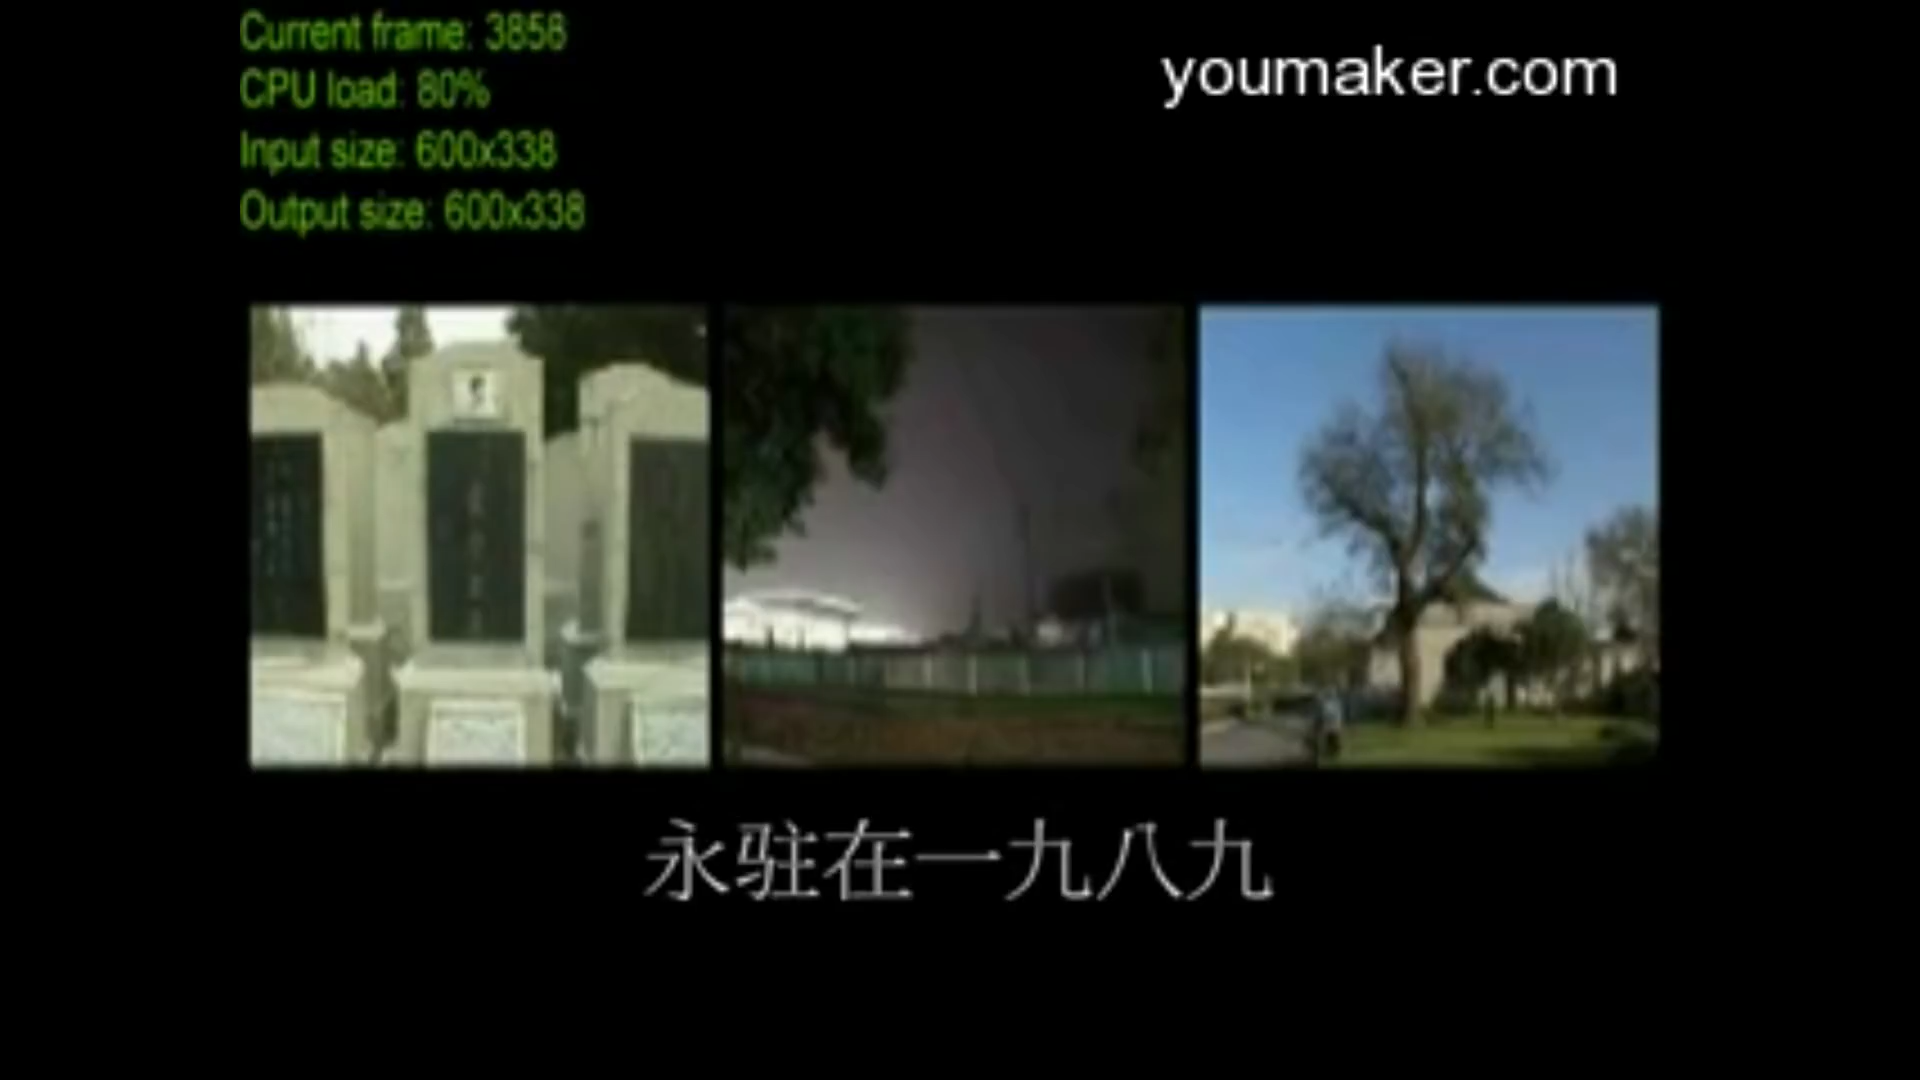 Current frame: 3858
CPU load: 80%
Input size: 600x338
Output size: 600x338
youmaker.com
永驻在一九八九